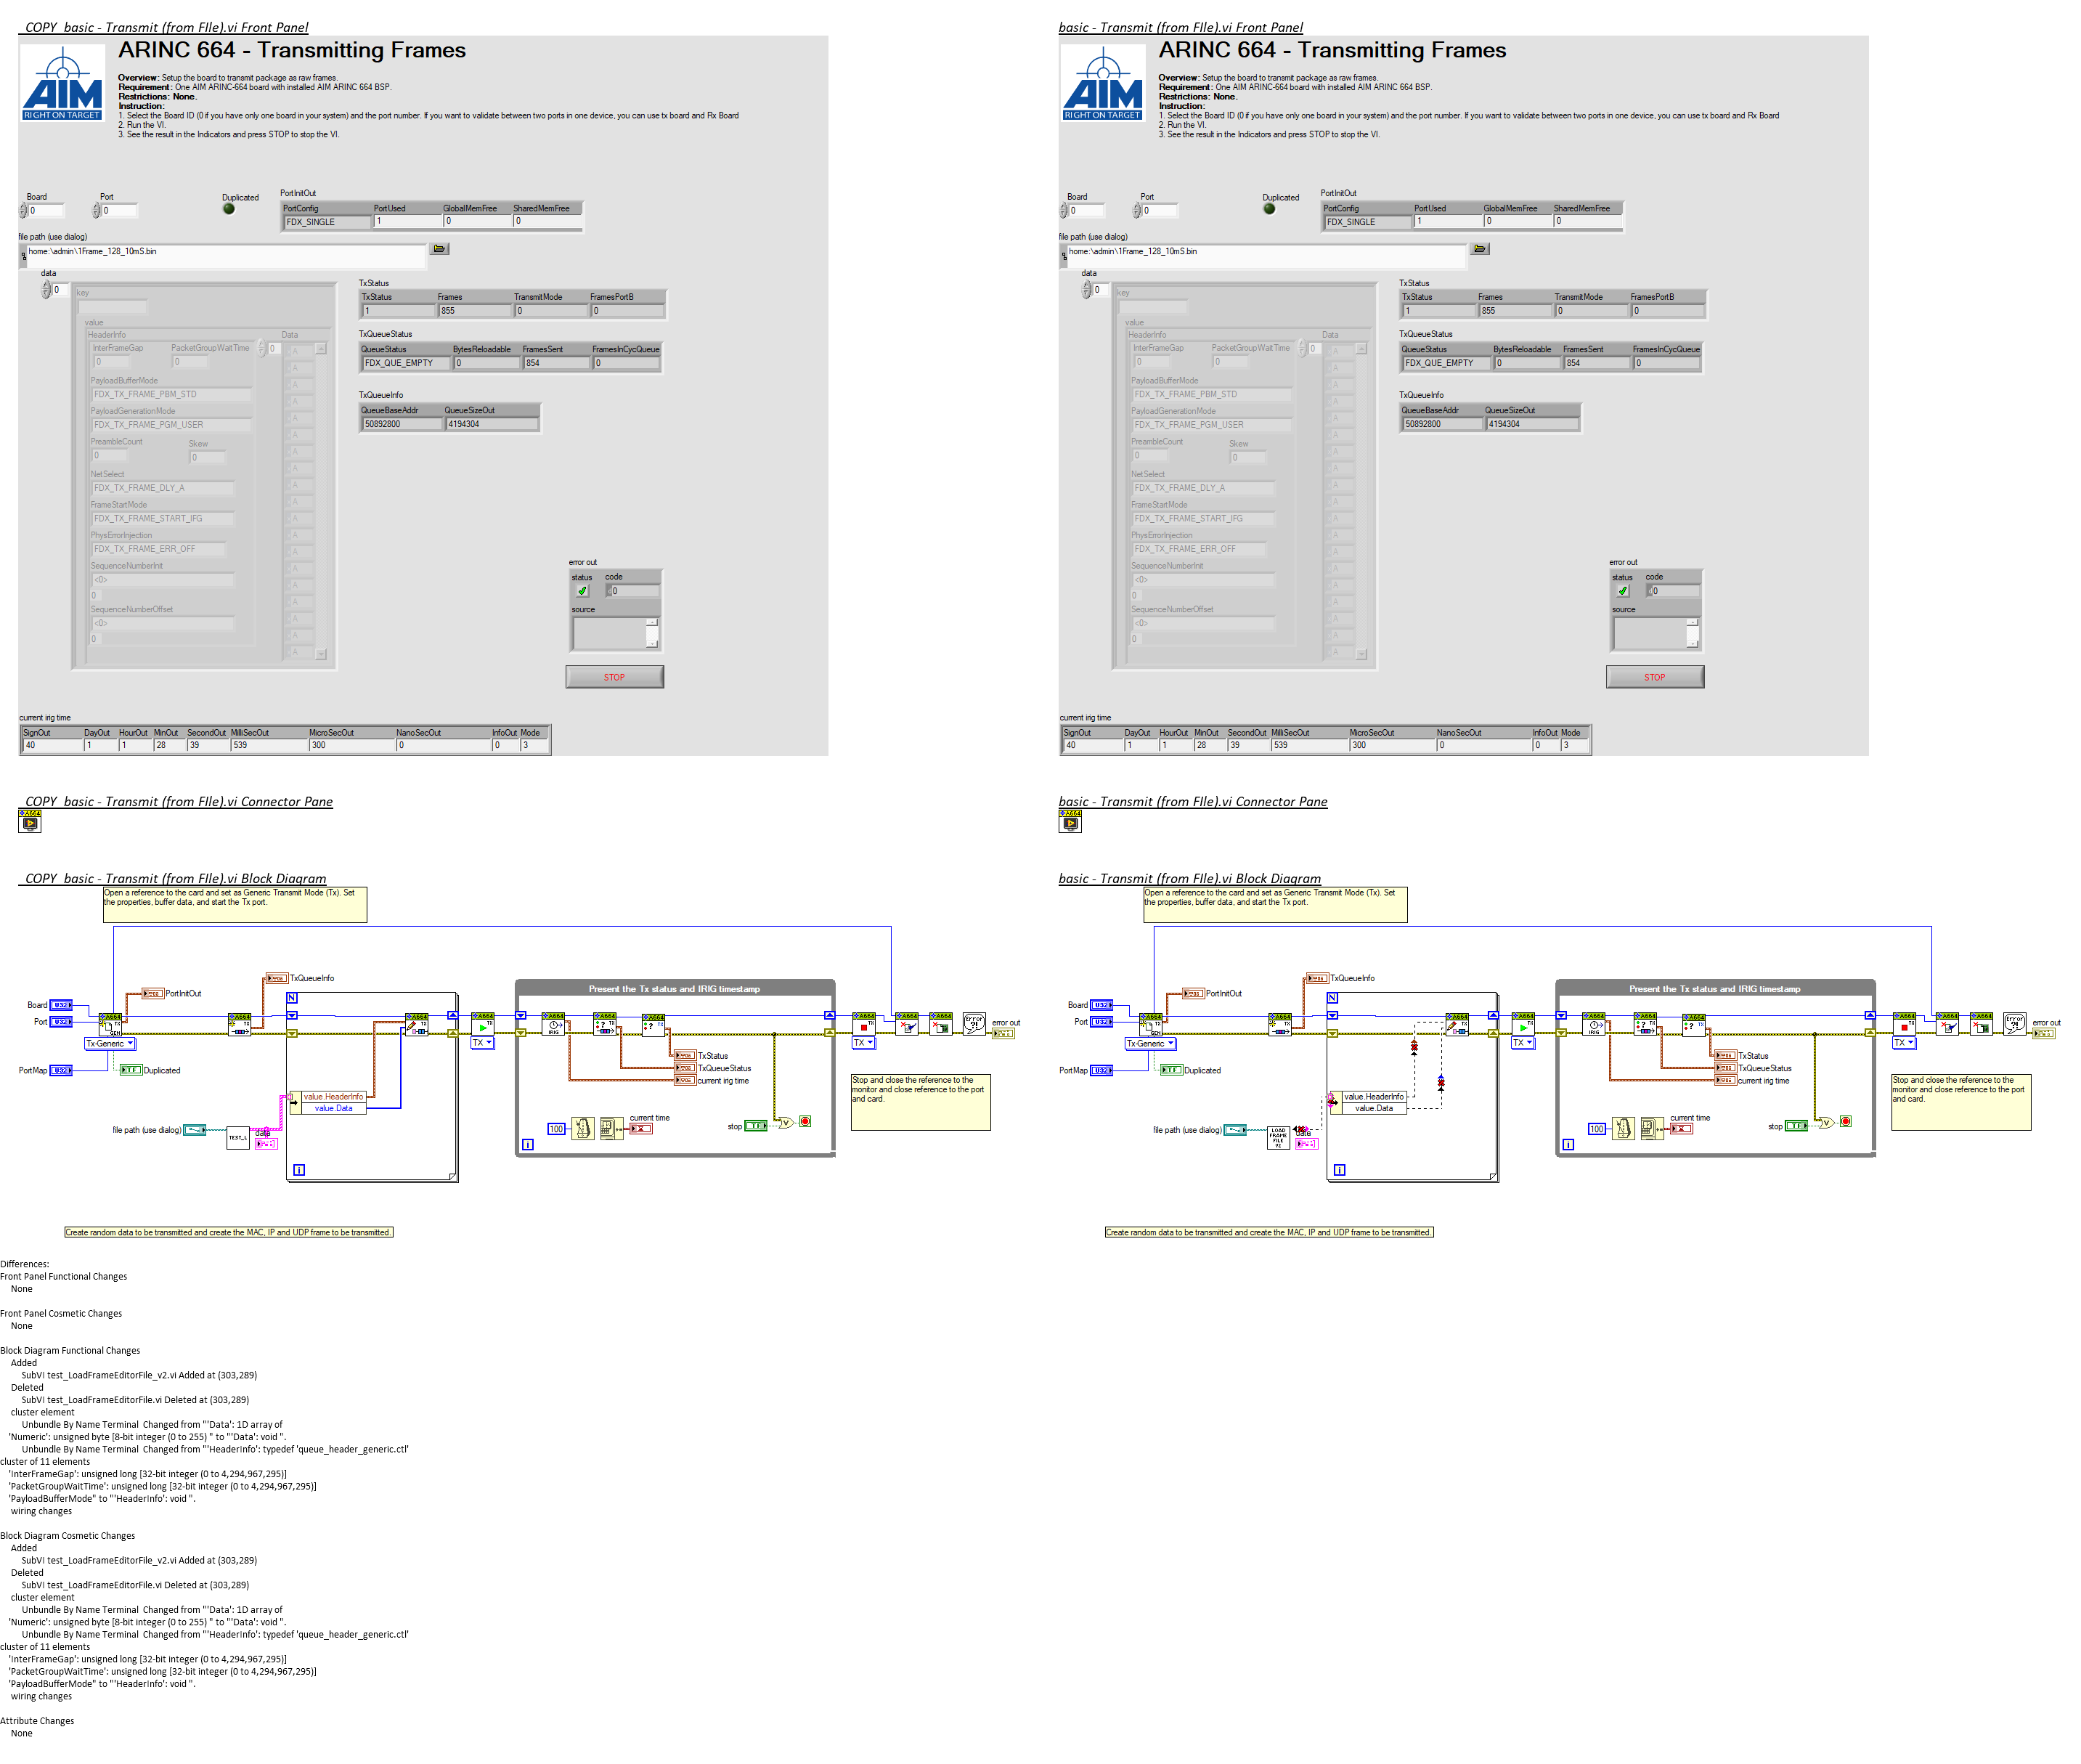 COPY  basic - Transmit (from FIle).vi Front Panel
ARINC 664 - Transmitting Frames
AIM
RIGHT ON TARGET
Overview: Setup the board to transmit package as raw frames.
Requirement: One AIM ARINC-664 board with installed AIM ARINC 664 BSP.
Restrictions: None.
Instruction:
1. Select the Board ID (0 if you have only one board in your system) and the port number. If you want to validate between two ports in one device, you can use tx board and Rx Board
2. Run the VI.
3. See the result in the Indicators and press STOP to stop the VI.
Board
0
Port
0
Duplicated
PortInitOut
PortConfig PortUsed GlobalMemFree SharedMemFree
FDX_SINGLE 1 0 0
file path (use dialog)
home:\admin\1Frame_128_10mS.bin
data
0
key
value
HeaderInfo
InterFrameGap PacketGroupWaitTime
0 0
PayloadBufferMode
FDX_TX_FRAME_PBM_STD
PayloadGenerationMode
FDX_TX_FRAME_PGM_USER
PreambleCount Skew
0 0
NetSelect
FDX_TX_FRAME_DLY_A
FrameStartMode
FDX_TX_FRAME_START_IFG
PhysErrorInjection
FDX_TX_FRAME_ERR_OFF
SequenceNumberInit
<0>
0
SequenceNumberOffset
<0>
0
Data
0
TxStatus
TxStatus Frames TransmitMode FramesPortB
1 855 0 0
TxQueueStatus
QueueStatus BytesReloadable FramesSent FramesInCycQueue
FDX_QUE_EMPTY 0 854 0
TxQueueInfo
QueueBaseAddr QueueSizeOut
50892800 4194304
error out
status code
0
source
STOP
current irig time
SignOut DayOut HourOut MinOut SecondOut MilliSecOut MicroSecOut NanoSecOut InfoOut Mode
40 1 1 28 39 539 300 0 0 3
basic - Transmit (from FIle).vi Front Panel
ARINC 664 - Transmitting Frames
AIM
RIGHT ON TARGET
Overview: Setup the board to transmit package as raw frames.
Requirement: One AIM ARINC-664 board with installed AIM ARINC 664 BSP.
Restrictions: None.
Instruction:
1. Select the Board ID (0 if you have only one board in your system) and the port number. If you want to validate between two ports in one device, you can use tx board and Rx Board
2. Run the VI.
3. See the result in the Indicators and press STOP to stop the VI.
Board
0
Port
0
Duplicated
PortInitOut
PortConfig PortUsed GlobalMemFree SharedMemFree
FDX_SINGLE 1 0 0
file path (use dialog)
home:\admin\1Frame_128_10mS.bin
data
0
key
value
HeaderInfo
InterFrameGap PacketGroupWaitTime
0 0
PayloadBufferMode
FDX_TX_FRAME_PBM_STD
PayloadGenerationMode
FDX_TX_FRAME_PGM_USER
PreambleCount Skew
0 0
NetSelect
FDX_TX_FRAME_DLY_A
FrameStartMode
FDX_TX_FRAME_START_IFG
PhysErrorInjection
FDX_TX_FRAME_ERR_OFF
SequenceNumberInit
<0>
0
SequenceNumberOffset
<0>
0
Data
0
TxStatus
TxStatus Frames TransmitMode FramesPortB
1 855 0 0
TxQueueStatus
QueueStatus BytesReloadable FramesSent FramesInCycQueue
FDX_QUE_EMPTY 0 854 0
TxQueueInfo
QueueBaseAddr QueueSizeOut
50892800 4194304
error out
status code
0
source
STOP
current irig time
SignOut DayOut HourOut MinOut SecondOut MilliSecOut MicroSecOut NanoSecOut InfoOut Mode
40 1 1 28 39 539 300 0 0 3
COPY  basic - Transmit (from FIle).vi Connector Pane
A664
basic - Transmit (from FIle).vi Connector Pane
A664
COPY  basic - Transmit (from FIle).vi Block Diagram
Open a reference to the card and set as Generic Transmit Mode (Tx). Set
the properties, buffer data, and start the Tx port.
TxQueueInfo
PortInitOut
Board U32
Port U32
Tx-Generic
PortMap U32
Duplicated
N
value.HeaderInfo
value.Data
file path (use dialog)
TEST_L
data
i
TX
Present the Tx status and IRIG timestamp
TxStatus
TxQueueStatus
current irig time
100
current time
stop
i
TX
error out
Stop and close the reference to the
monitor and close reference to the port
and card.
Create random data to be transmitted and create the MAC, IP and UDP frame to be transmitted.
basic - Transmit (from FIle).vi Block Diagram
Open a reference to the card and set as Generic Transmit Mode (Tx). Set
the properties, buffer data, and start the Tx port.
TxQueueInfo
PortInitOut
Board U32
Port U32
Tx-Generic
PortMap U32
Duplicated
N
value.HeaderInfo
value.Data
file path (use dialog)
LOAD
FRAME
FILE
data
i
TX
Present the Tx status and IRIG timestamp
TxStatus
TxQueueStatus
current irig time
100
current time
stop
i
TX
error out
Stop and close the reference to the
monitor and close reference to the port
and card.
Create random data to be transmitted and create the MAC, IP and UDP frame to be transmitted.
Differences:
Front Panel Functional Changes
None
Front Panel Cosmetic Changes
None
Block Diagram Functional Changes
Added
SubVI test_LoadFrameEditorFile_v2.vi Added at (303,289)
Deleted
SubVI test_LoadFrameEditorFile.vi Deleted at (303,289)
cluster element
Unbundle By Name Terminal  Changed from "'Data': 1D array of
'Numeric': unsigned byte [8-bit integer (0 to 255) " to "'Data': void ".
Unbundle By Name Terminal  Changed from "'HeaderInfo': typedef 'queue_header_generic.ctl'
cluster of 11 elements
'InterFrameGap': unsigned long [32-bit integer (0 to 4,294,967,295)]
'PacketGroupWaitTime': unsigned long [32-bit integer (0 to 4,294,967,295)]
'PayloadBufferMode" to "'HeaderInfo': void ".
wiring changes
Block Diagram Cosmetic Changes
Added
SubVI test_LoadFrameEditorFile_v2.vi Added at (303,289)
Deleted
SubVI test_LoadFrameEditorFile.vi Deleted at (303,289)
cluster element
Unbundle By Name Terminal  Changed from "'Data': 1D array of
'Numeric': unsigned byte [8-bit integer (0 to 255) " to "'Data': void ".
Unbundle By Name Terminal  Changed from "'HeaderInfo': typedef 'queue_header_generic.ctl'
cluster of 11 elements
'InterFrameGap': unsigned long [32-bit integer (0 to 4,294,967,295)]
'PacketGroupWaitTime': unsigned long [32-bit integer (0 to 4,294,967,295)]
'PayloadBufferMode" to "'HeaderInfo': void ".
wiring changes
Attribute Changes
None